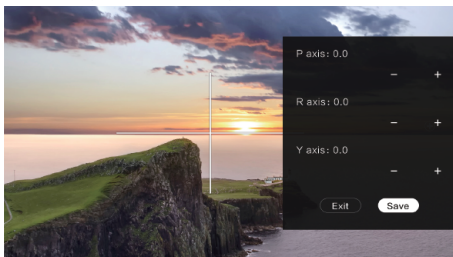 P axis: 0.0
− +
R axis: 0.0
− +
Y axis: 0.0
− +
Exit Save